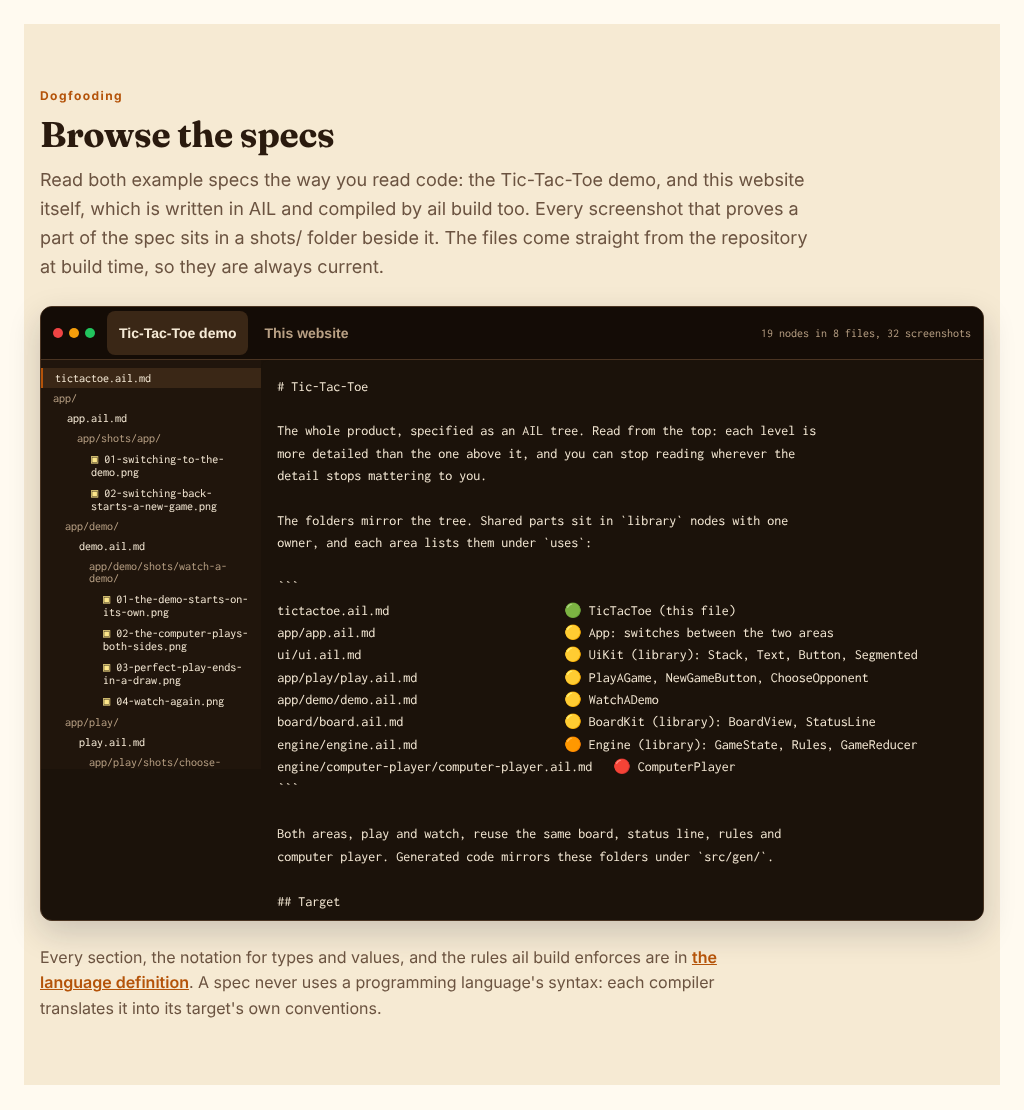 Dogfooding
Browse the specs
Read both example specs the way you read code: the Tic-Tac-Toe demo, and this website
itself, which is written in AIL and compiled by ail build too. Every screenshot that proves a
part of the spec sits in a shots/ folder beside it. The files come straight from the repository
at build time, so they are always current.
Tic-Tac-Toe demo
This website
19 nodes in 8 files, 32 screenshots
tictactoe.ail.md
app/
app.ail.md
app/shots/app/
01-switching-to-the-
demo.png
02-switching-back-
starts-a-new-game.png
app/demo/
demo.ail.md
app/demo/shots/watch-a-
demo/
01-the-demo-starts-on-
its-own.png
02-the-computer-plays-
both-sides.png
03-perfect-play-ends-
in-a-draw.png
04-watch-again.png
app/play/
play.ail.md
app/play/shots/choose-
# Tic-Tac-Toe
The whole product, specified as an AIL tree. Read from the top: each level is
more detailed than the one above it, and you can stop reading wherever the
detail stops mattering to you.
The folders mirror the tree. Shared parts sit in `library` nodes with one
owner, and each area lists them under `uses`:
```
tictactoe.ail.md 🟢 TicTacToe (this file)
app/app.ail.md 🟡 App: switches between the two areas
ui/ui.ail.md 🟡 UiKit (library): Stack, Text, Button, Segmented
app/play/play.ail.md 🟡 PlayAGame, NewGameButton, ChooseOpponent
app/demo/demo.ail.md 🟡 WatchADemo
board/board.ail.md 🟡 BoardKit (library): BoardView, StatusLine
engine/engine.ail.md 🟠 Engine (library): GameState, Rules, GameReducer
engine/computer-player/computer-player.ail.md 🔴 ComputerPlayer
```
Both areas, play and watch, reuse the same board, status line, rules and
computer player. Generated code mirrors these folders under `src/gen/`.
## Target
Every section, the notation for types and values, and the rules ail build enforces are in the
language definition. A spec never uses a programming language's syntax: each compiler
translates it into its target's own conventions.